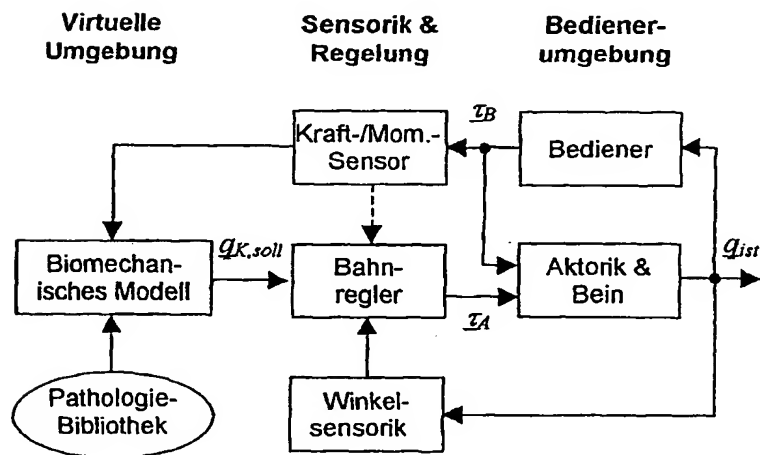 Virtuelle
Umgebung
Sensorik &
Regelung
Bediener-
umgebung
Kraft-/Mom.-
Sensor
τB
Bediener
Biomechan-
isches Modell
qK,soll
Bahn-
regler
τA
Aktorik &
Bein
qist
Pathologie-
Bibliothek
Winkel-
sensorik